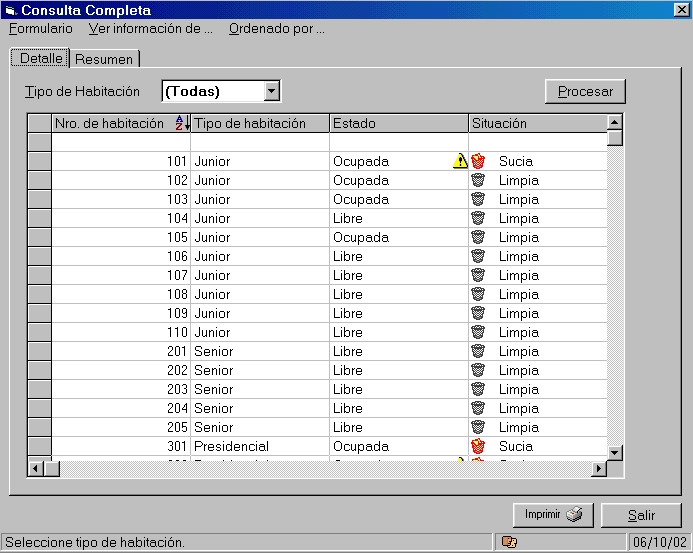 Consulta Completa
Formulario Ver información de ... Ordenado por ...
Detalle Resumen
Tipo de Habitación (Todas) Procesar
Nro. de habitación Tipo de habitación Estado Situación
101 Junior Ocupada Sucia
102 Junior Ocupada Limpia
103 Junior Ocupada Limpia
104 Junior Libre Limpia
105 Junior Ocupada Limpia
106 Junior Libre Limpia
107 Junior Libre Limpia
108 Junior Libre Limpia
109 Junior Libre Limpia
110 Junior Libre Limpia
201 Senior Libre Limpia
202 Senior Libre Limpia
203 Senior Libre Limpia
204 Senior Libre Limpia
205 Senior Libre Limpia
301 Presidencial Ocupada Sucia
Imprimir Salir
Seleccione tipo de habitación. 06/10/02